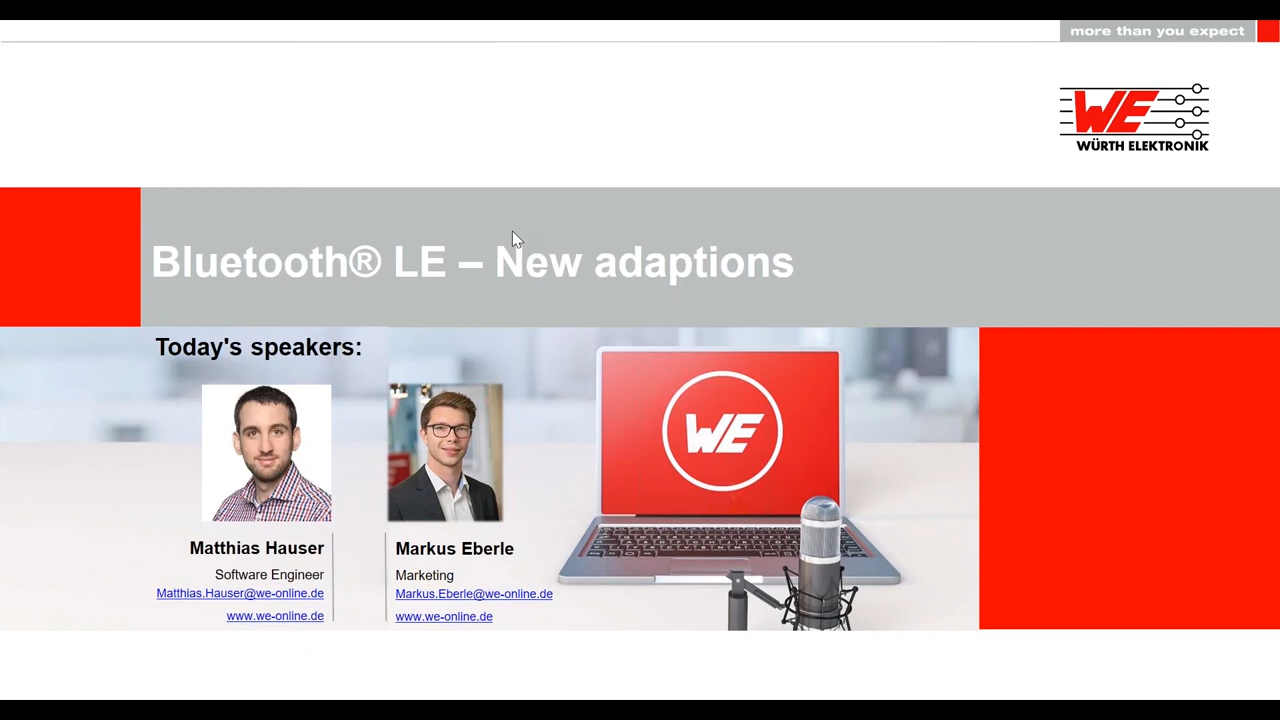 more than you expect
WE
WÜRTH ELEKTRONIK
Bluetooth® LE – New adaptions
Today's speakers:
WE
Matthias Hauser
Software Engineer
Matthias.Hauser@we-online.de
www.we-online.de
Markus Eberle
Marketing
Markus.Eberle@we-online.de
www.we-online.de